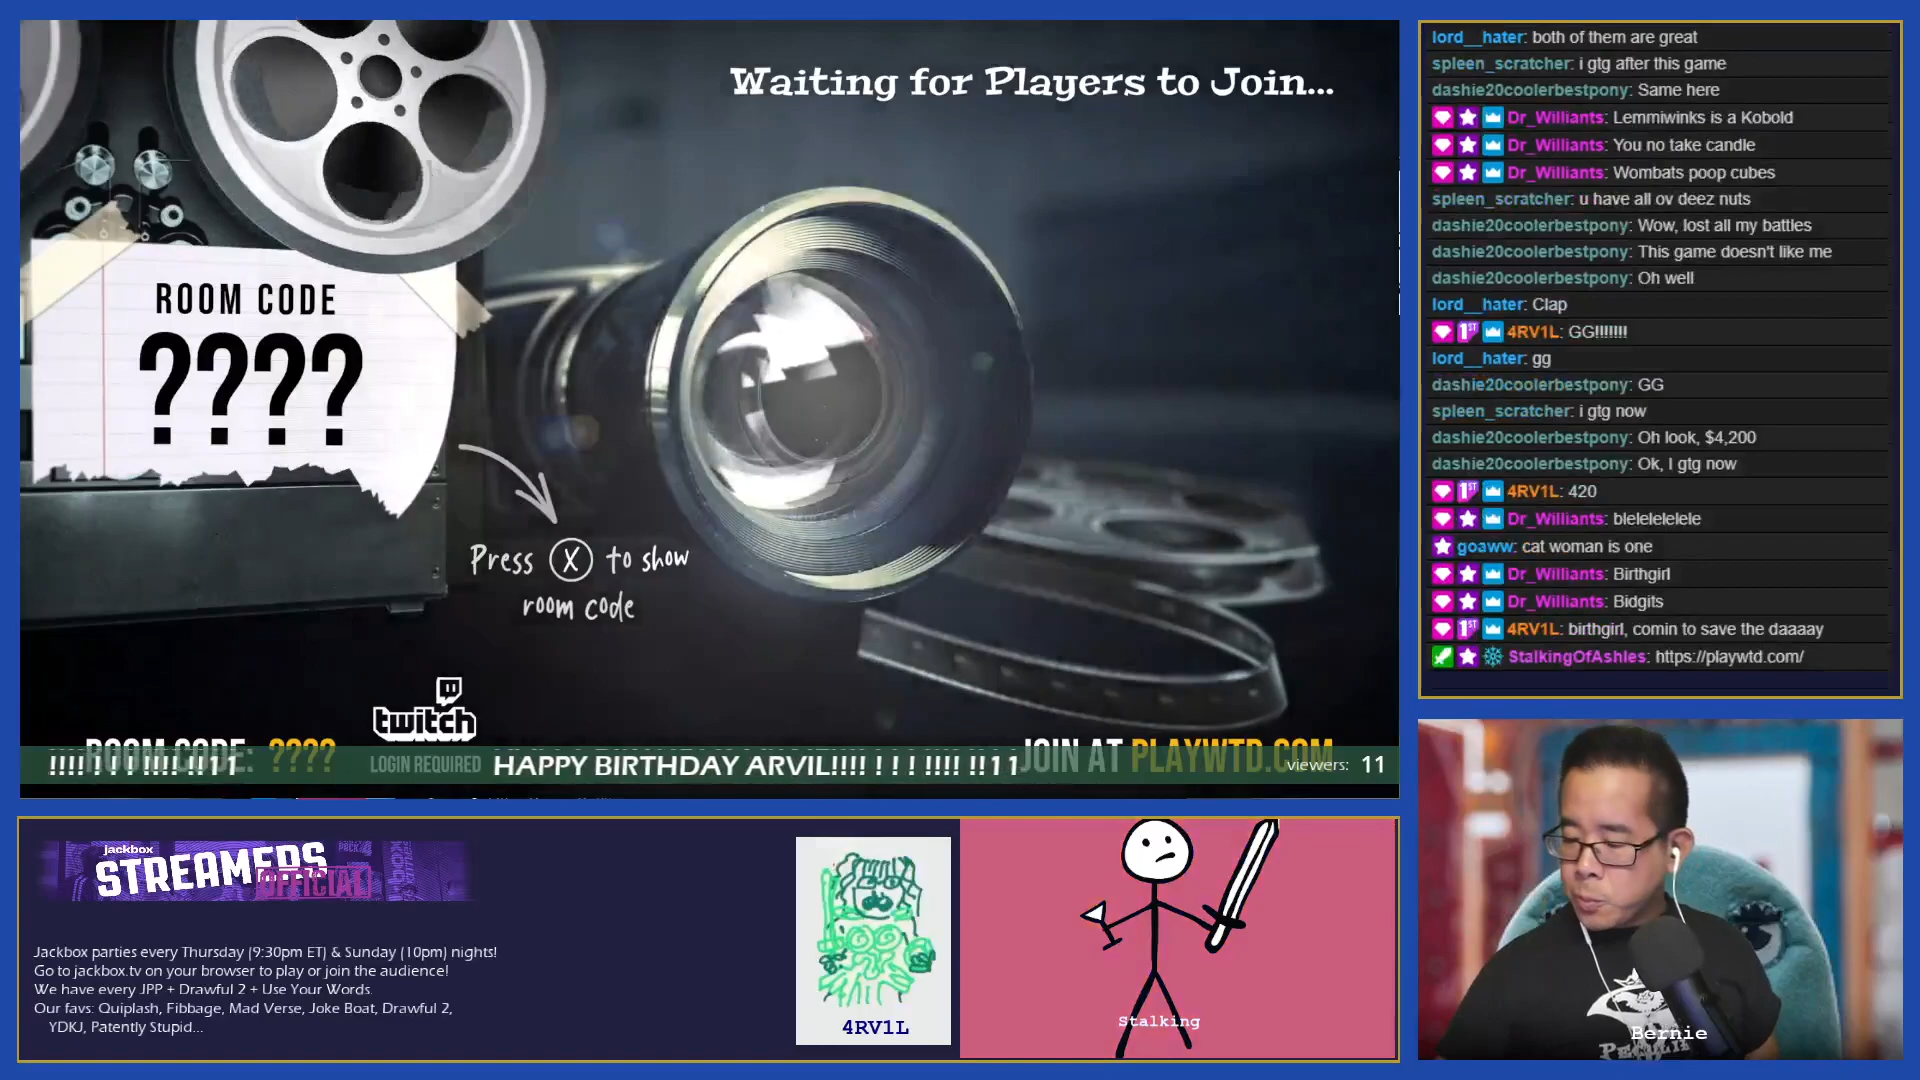 Waiting for Players to Join...
ROOM CODE
????
Press X to show
room code
twitch
ROOM CODE: ????
LOGIN REQUIRED
JOIN AT PLAYWTD.COM
!!!! ! ! ! !!!! !!11
HAPPY BIRTHDAY ARVIL!!!! ! ! ! !!!! !!11
viewers: 11
jackbox
STREAMERS
OFFICIAL
Jackbox parties every Thursday (9:30pm ET) & Sunday (10pm) nights!
Go to jackbox.tv on your browser to play or join the audience!
We have every JPP + Drawful 2 + Use Your Words.
Our favs: Quiplash, Fibbage, Mad Verse, Joke Boat, Drawful 2,
YDKJ, Patently Stupid...
4RV1L
Stalking
lord__hater: both of them are great
spleen_scratcher: i gtg after this game
dashie20coolerbestpony: Same here
Dr_Williants: Lemmiwinks is a Kobold
Dr_Williants: You no take candle
Dr_Williants: Wombats poop cubes
spleen_scratcher: u have all ov deez nuts
dashie20coolerbestpony: Wow, lost all my battles
dashie20coolerbestpony: This game doesn't like me
dashie20coolerbestpony: Oh well
lord__hater: Clap
1ST 4RV1L: GG!!!!!!!
lord__hater: gg
dashie20coolerbestpony: GG
spleen_scratcher: i gtg now
dashie20coolerbestpony: Oh look, $4,200
dashie20coolerbestpony: Ok, I gtg now
1ST 4RV1L: 420
Dr_Williants: blelelelelele
goaww: cat woman is one
Dr_Williants: Birthgirl
Dr_Williants: Bidgits
1ST 4RV1L: birthgirl, comin to save the daaaay
StalkingOfAshles: https://playwtd.com/
Bernie